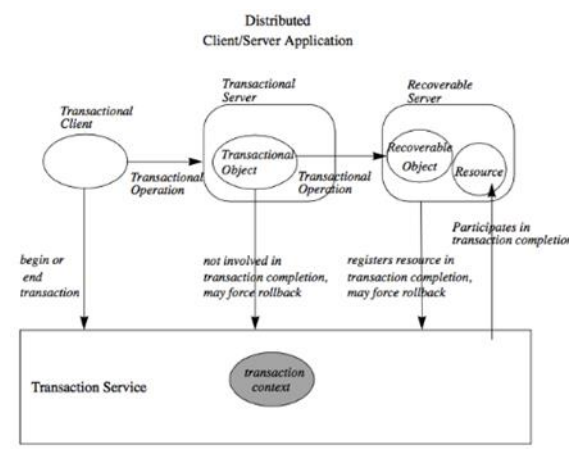 Distributed
Client/Server Application
Transactional
Server
Recoverable
Server
Transactional
Client
Transactional
Object
Recoverable
Object
Resource
Transactional
Operation
Transactional
Operation
Participates in
transaction completion
begin or
end
transaction
not involved in
transaction completion,
may force rollback
registers resource in
transaction completion,
may force rollback
transaction
context
Transaction Service